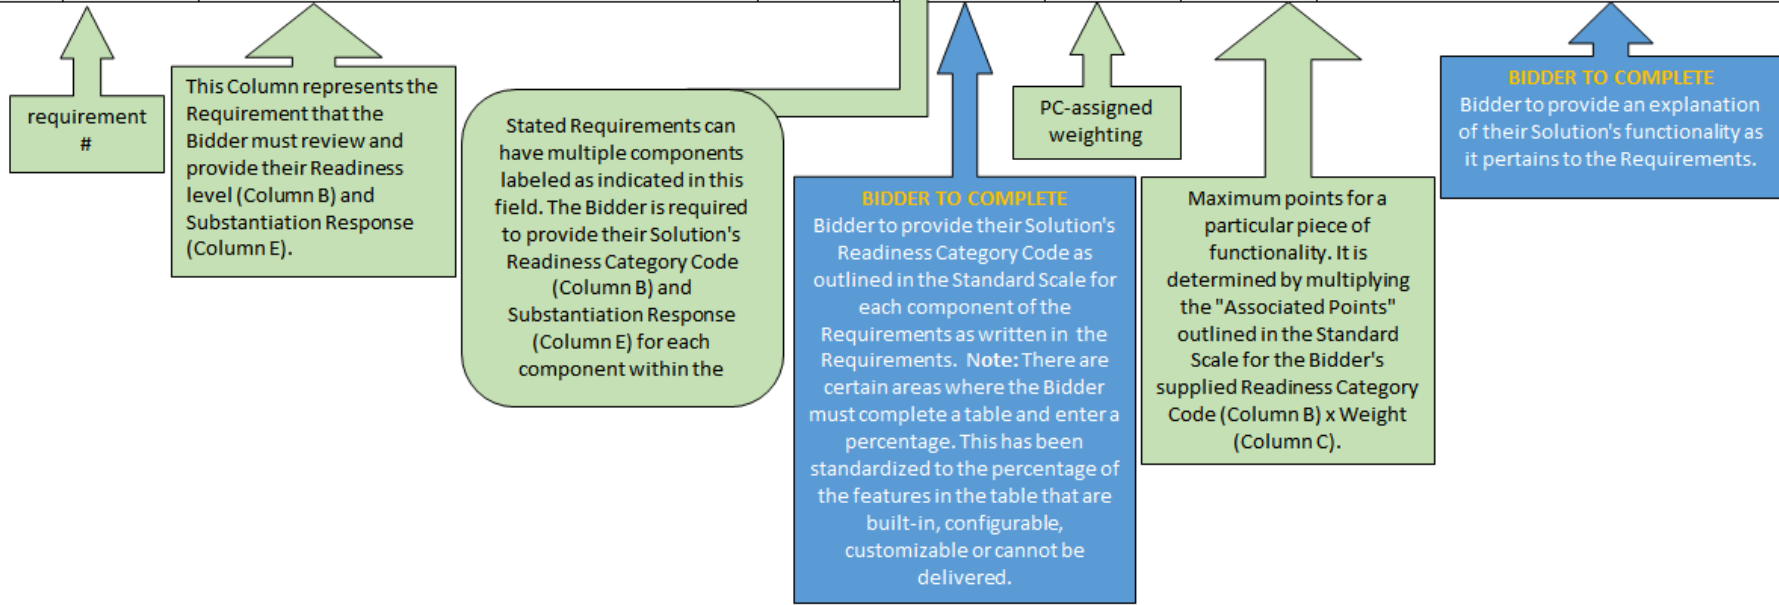 requirement
#
This Column represents the
Requirement that the
Bidder must review and
provide their Readiness
level (Column B) and
Substantiation Response
(Column E).
Stated Requirements can
have multiple components
labeled as indicated in this
field. The Bidder is required
to provide their Solution's
Readiness Category Code
(Column B) and
Substantiation Response
(Column E) for each
component within the
BIDDER TO COMPLETE
Bidder to provide their Solution's
Readiness Category Code as
outlined in the Standard Scale for
each component of the
Requirements as written in the
Requirements. Note: There are
certain areas where the Bidder
must complete a table and enter a
percentage. This has been
standardized to the percentage of
the features in the table that are
built-in, configurable,
customizable or cannot be
delivered.
PC-assigned
weighting
Maximum points for a
particular piece of
functionality. It is
determined by multiplying
the "Associated Points"
outlined in the Standard
Scale for the Bidder's
supplied Readiness Category
Code (Column B) x Weight
(Column C).
BIDDER TO COMPLETE
Bidder to provide an explanation
of their Solution's functionality as
it pertains to the Requirements.